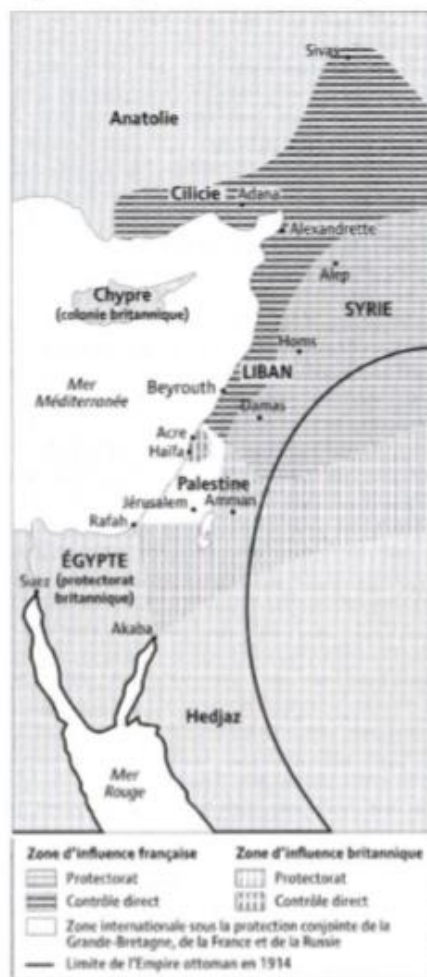 Sivas
Anatolie
Cilicie
Adana
Alexandrette
Alep
Chypre
(colonie britannique)
SYRIE
Homs
Mer
Méditerranée
LIBAN
Beyrouth
Damas
Acre
Haïfa
Palestine
Jérusalem
Amman
Rafah
ÉGYPTE
(protectorat
britannique)
Suez
Akaba
Hedjaz
Mer
Rouge
Zone d'influence française
Protectorat
Contrôle direct
Zone d'influence britannique
Protectorat
Contrôle direct
Zone internationale sous la protection conjointe de la
Grande-Bretagne, de la France et de la Russie
Limite de l'Empire ottoman en 1914